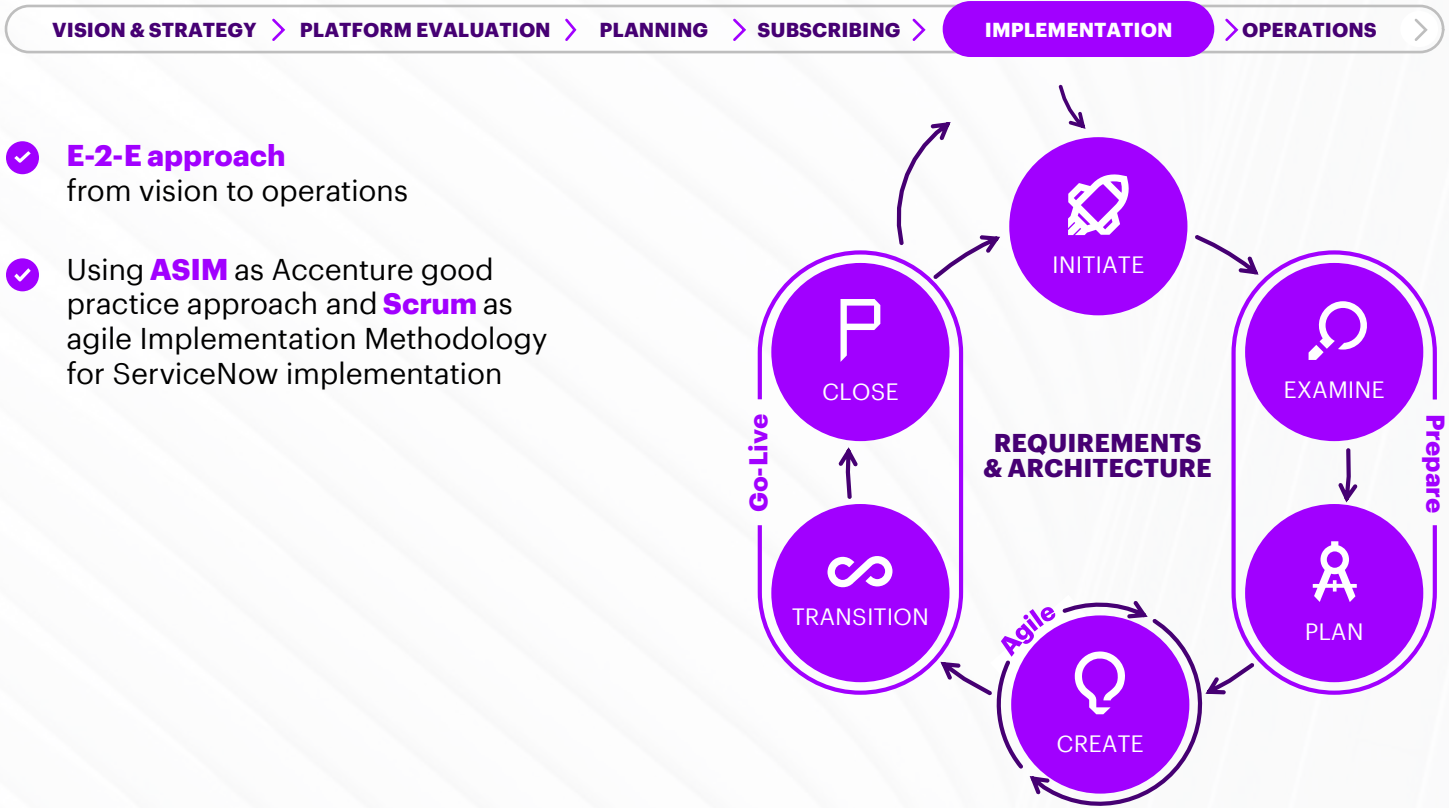 VISION & STRATEGY
PLATFORM EVALUATION
PLANNING
SUBSCRIBING
IMPLEMENTATION
OPERATIONS
E-2-E approach
from vision to operations
Using ASIM as Accenture good
practice approach and Scrum as
agile Implementation Methodology
for ServiceNow implementation
INITIATE
EXAMINE
Prepare
PLAN
Agile
CREATE
TRANSITION
Go-Live
CLOSE
REQUIREMENTS
& ARCHITECTURE